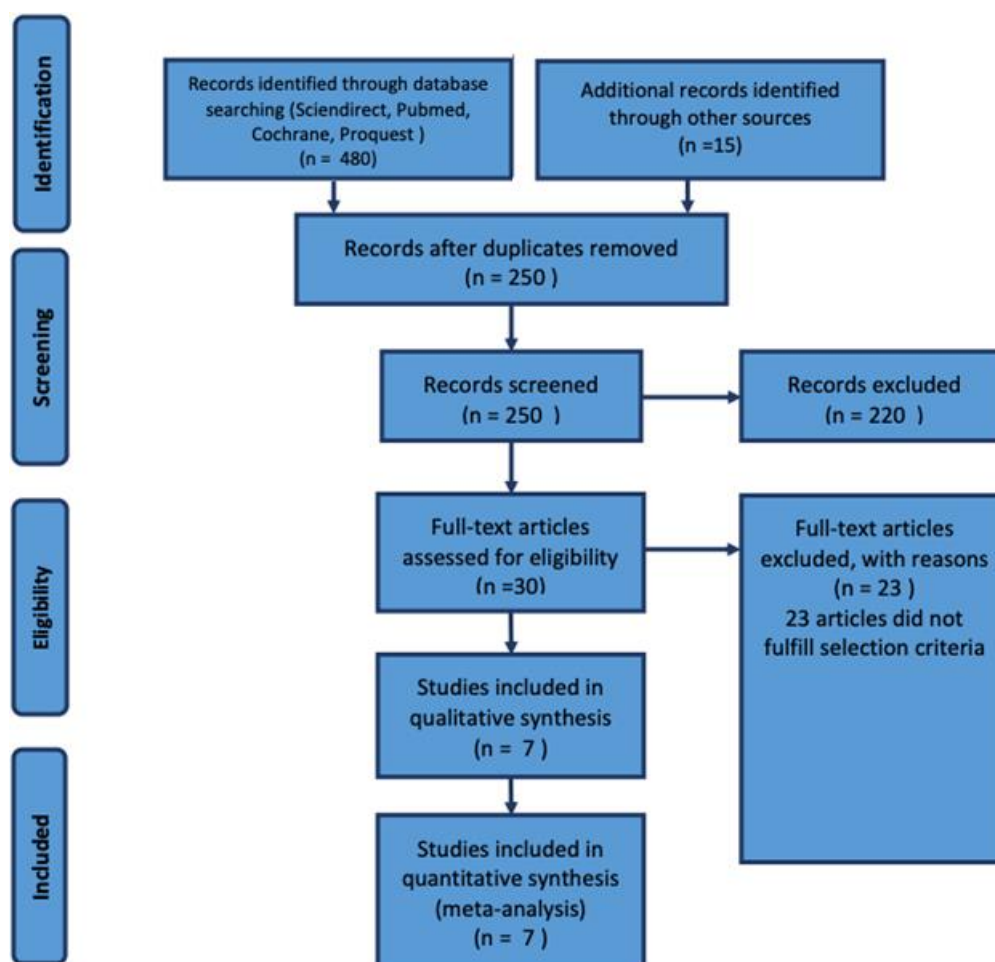 Identification
Records identified through database
searching (Sciendirect, Pubmed,
Cochrane, Proquest )
(n = 480)
Additional records identified
through other sources
(n =15)
Records after duplicates removed
(n = 250 )
Screening
Records screened
(n = 250 )
Records excluded
(n = 220 )
Eligibility
Full-text articles
assessed for eligibility
(n =30)
Full-text articles
excluded, with reasons
(n = 23 )
23 articles did not
fulfill selection criteria
Studies included in
qualitative synthesis
(n = 7 )
Included
Studies included in
quantitative synthesis
(meta-analysis)
(n = 7 )